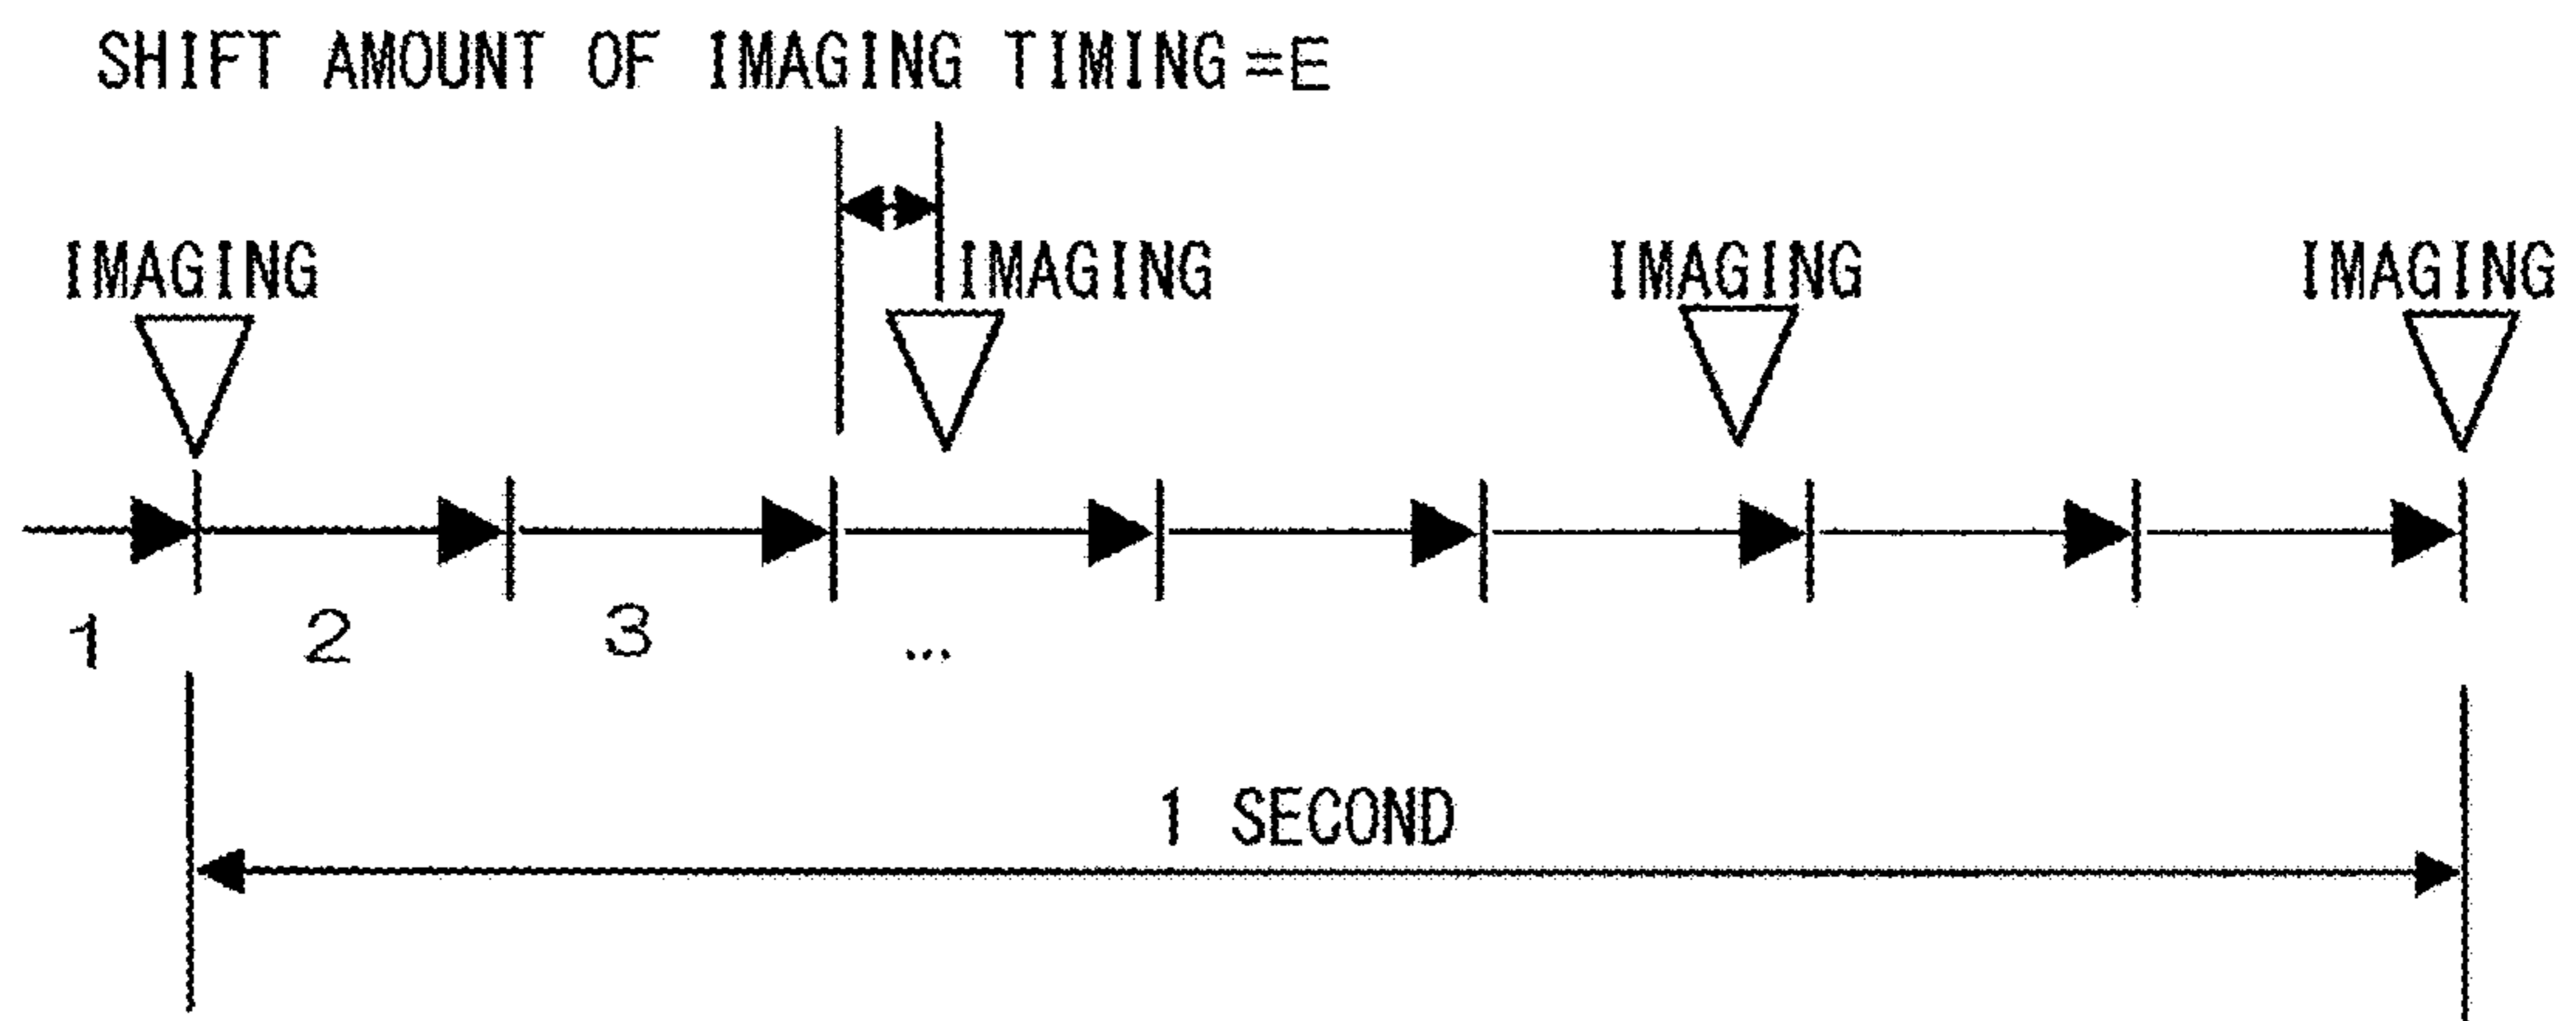 SHIFT AMOUNT OF IMAGING TIMING=E
IMAGING IMAGING IMAGING IMAGING
1 2 3 ...
1 SECOND